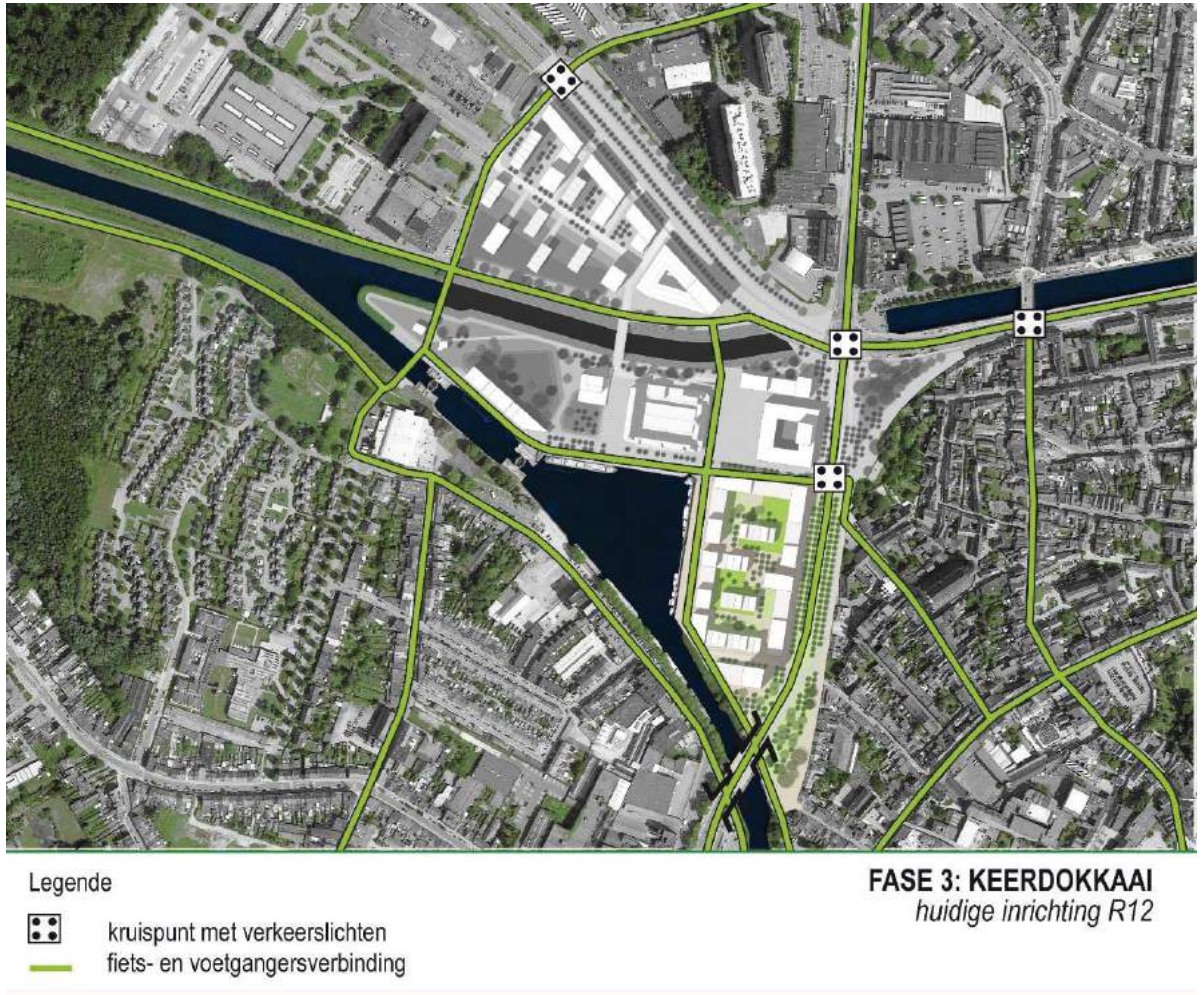 Legende
kruispunt met verkeerslichten
fiets- en voetgangersverbinding
FASE 3: KEERDOKKAAI
huidige inrichting R12